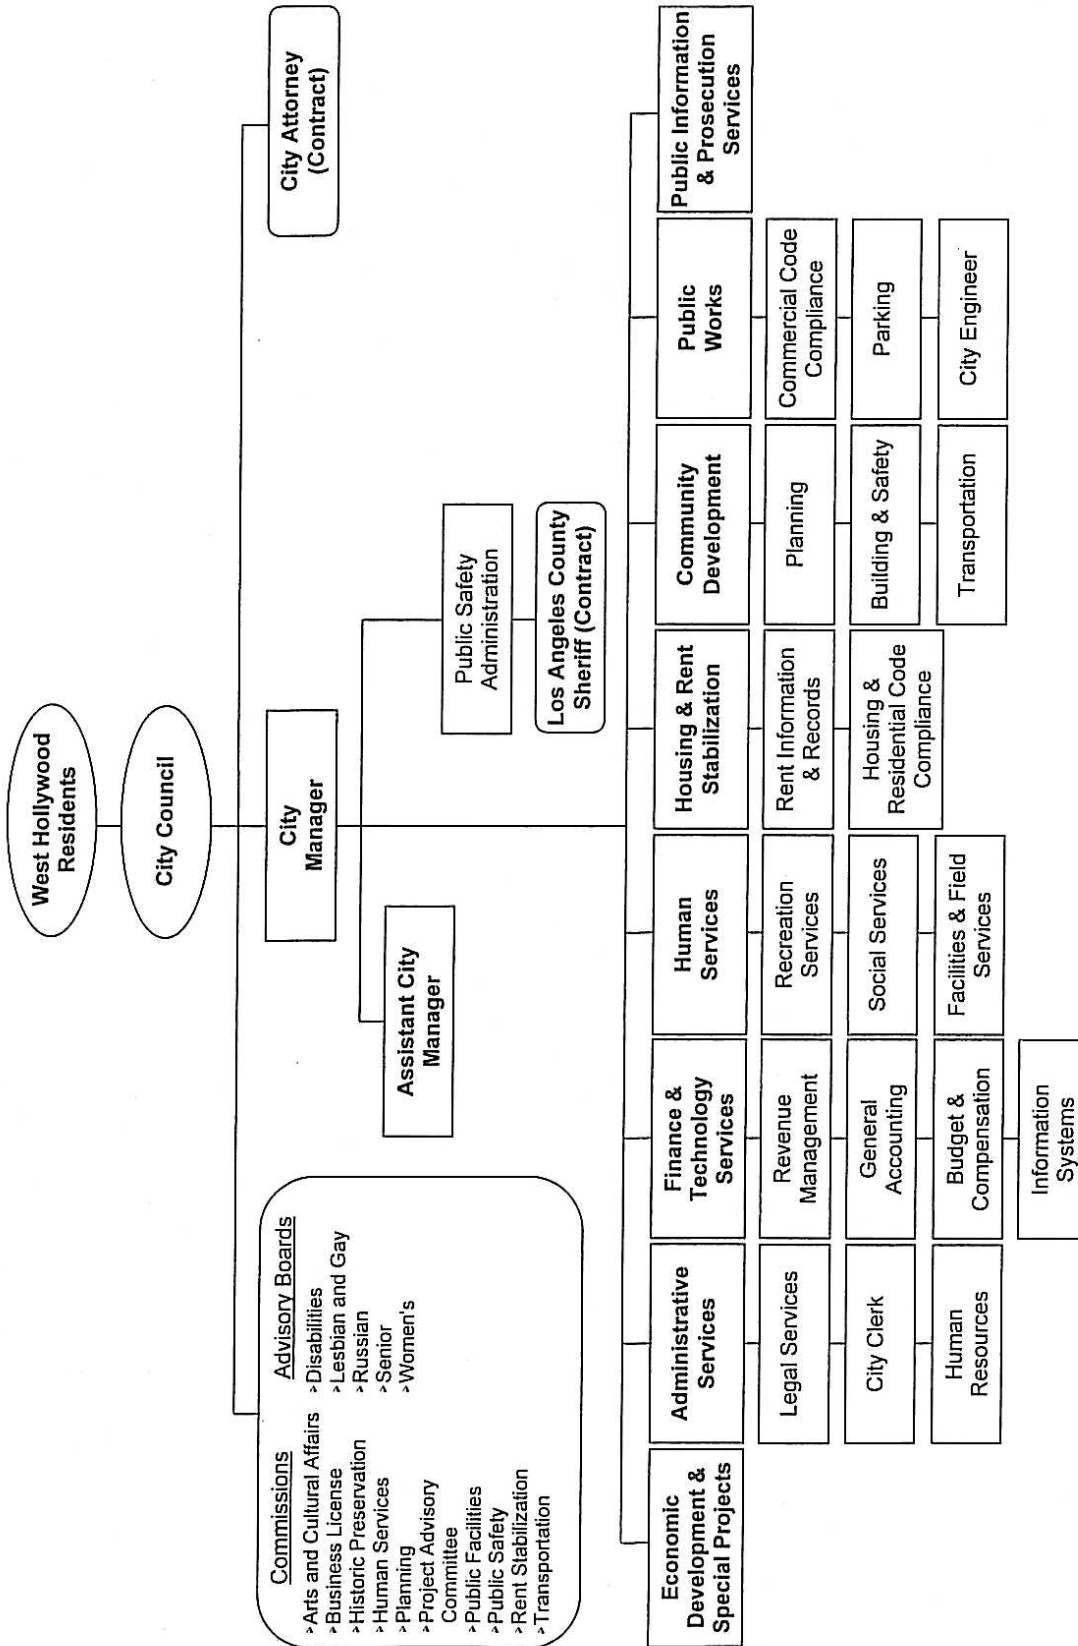 West Hollywood
Residents
City Council
Commissions
➢Arts and Cultural Affairs
➢Business License
➢Historic Preservation
➢Human Services
➢Planning
➢Project Advisory
Committee
➢Public Facilities
➢Public Safety
➢Rent Stabilization
➢Transportation
Advisory Boards
➢Disabilities
➢Lesbian and Gay
➢Russian
➢Senior
➢Women's
City
Manager
City Attorney
(Contract)
Assistant City
Manager
Public Safety
Administration
Los Angeles County
Sheriff (Contract)
Economic
Development &
Special Projects
Administrative
Services
Legal Services
City Clerk
Human
Resources
Finance &
Technology
Services
Revenue
Management
General
Accounting
Budget &
Compensation
Information
Systems
Human
Services
Recreation
Services
Social Services
Facilities & Field
Services
Housing & Rent
Stabilization
Rent Information
& Records
Housing &
Residential Code
Compliance
Community
Development
Planning
Building & Safety
Transportation
Public
Works
Commercial Code
Compliance
Parking
City Engineer
Public Information
& Prosecution
Services